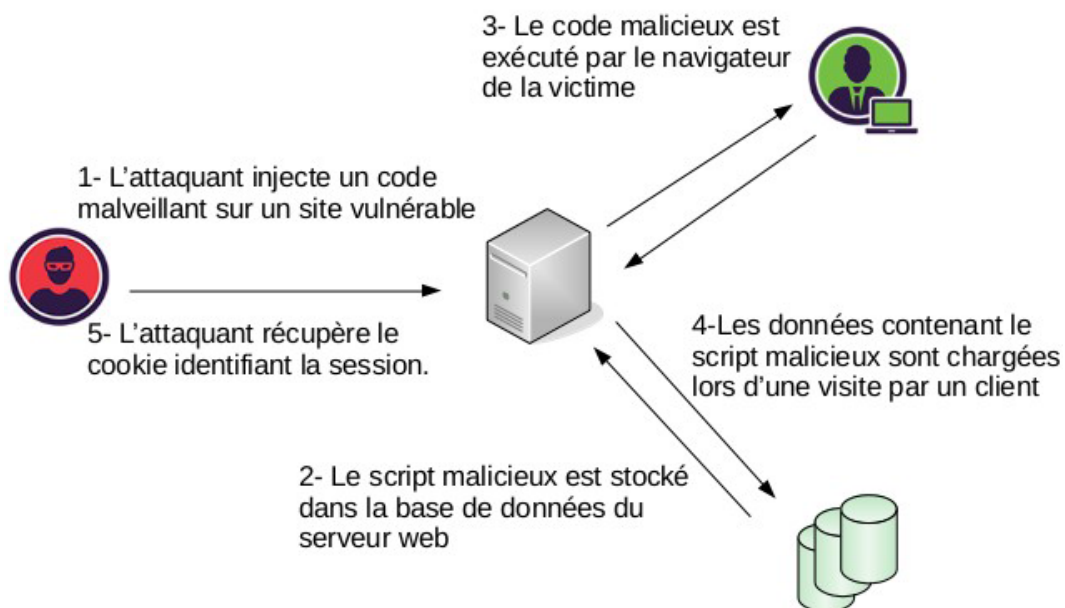 3- Le code malicieux est
exécuté par le navigateur
de la victime
1- L'attaquant injecte un code
malveillant sur un site vulnérable
5- L'attaquant récupère le
cookie identifiant la session.
4-Les données contenant le
script malicieux sont chargées
lors d'une visite par un client
2- Le script malicieux est stocké
dans la base de données du
serveur web